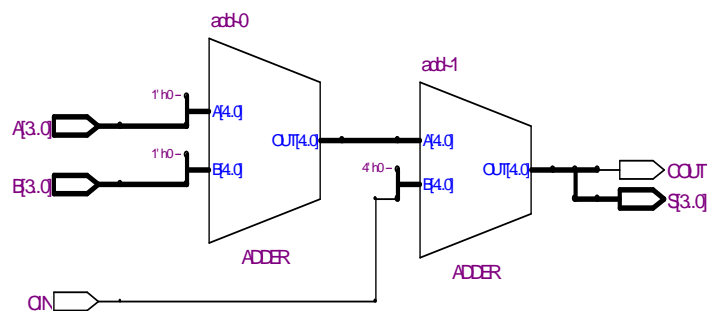 add~0
add~1
1' h0 --
A[4..0]
A[3..0]
OUT[4..0]
A[4..0]
1' h0 --
B[4..0]
B[3..0]
4' h0 --
B[4..0]
OUT[4..0]
COUT
S[3..0]
ADDER
ADDER
CIN